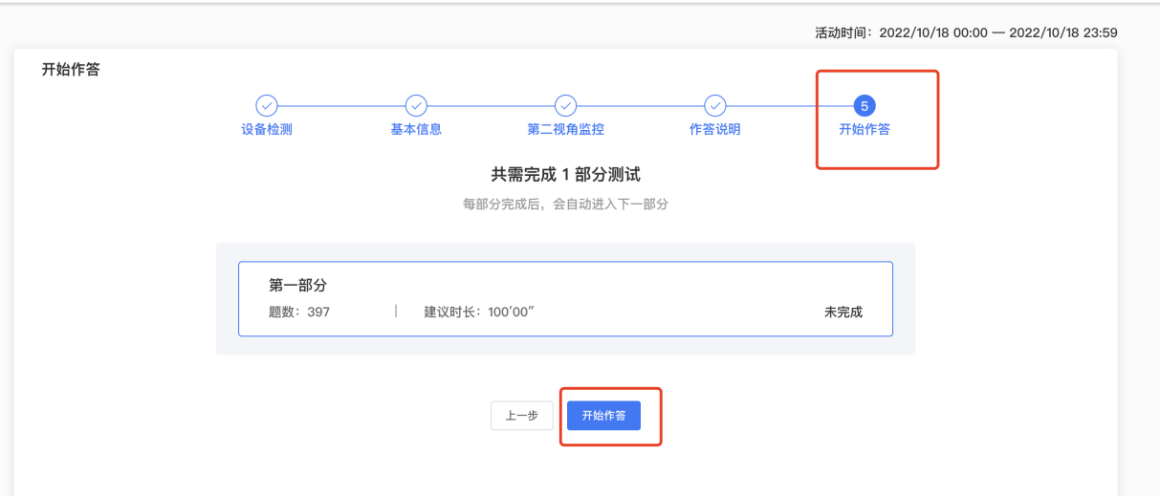 活动时间：2022/10/18 00:00 — 2022/10/18 23:59
开始作答
5
设备检测 基本信息 第二视角监控 作答说明 开始作答
共需完成 1 部分测试
每部分完成后，会自动进入下一部分
第一部分
题数：397 | 建议时长：100′00″ 未完成
上一步 开始作答